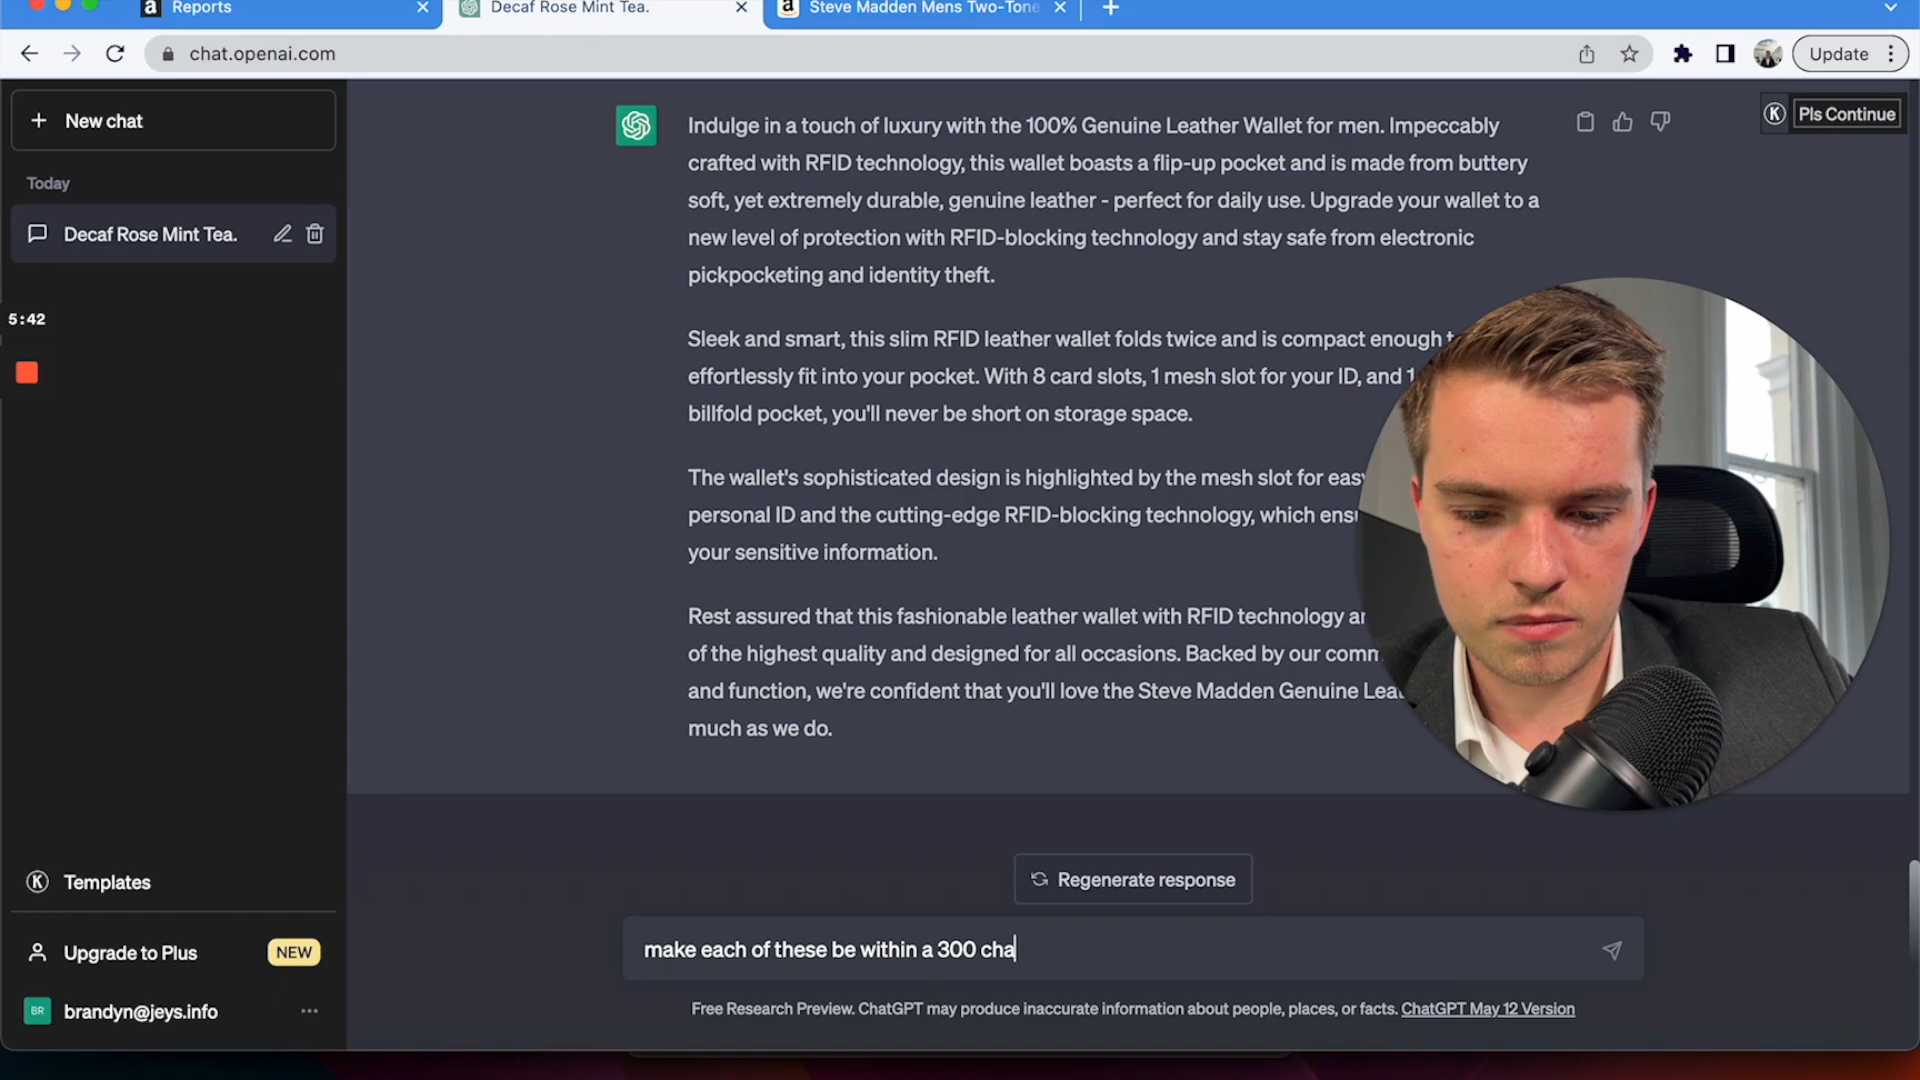 Reports
Decaf Rose Mint Tea.
Steve Madden Mens Two-Tone
chat.openai.com
Update
New chat
Today
Decaf Rose Mint Tea.
5:42
Pls Continue
Indulge in a touch of luxury with the 100% Genuine Leather Wallet for men. Impeccably
crafted with RFID technology, this wallet boasts a flip-up pocket and is made from buttery
soft, yet extremely durable, genuine leather - perfect for daily use. Upgrade your wallet to a
new level of protection with RFID-blocking technology and stay safe from electronic
pickpocketing and identity theft.
Sleek and smart, this slim RFID leather wallet folds twice and is compact enough
effortlessly fit into your pocket. With 8 card slots, 1 mesh slot for your ID, and 1
billfold pocket, you'll never be short on storage space.
The wallet's sophisticated design is highlighted by the mesh slot for easy
personal ID and the cutting-edge RFID-blocking technology, which
your sensitive information.
Rest assured that this fashionable leather wallet with RFID technology
of the highest quality and designed for all occasions. Backed by our
and function, we're confident that you'll love the Steve Madden Genuine
much as we do.
Regenerate response
make each of these be within a 300 cha
Free Research Preview. ChatGPT may produce inaccurate information about people, places, or facts. ChatGPT May 12 Version
K Templates
Upgrade to Plus NEW
BR brandyn@jeys.info